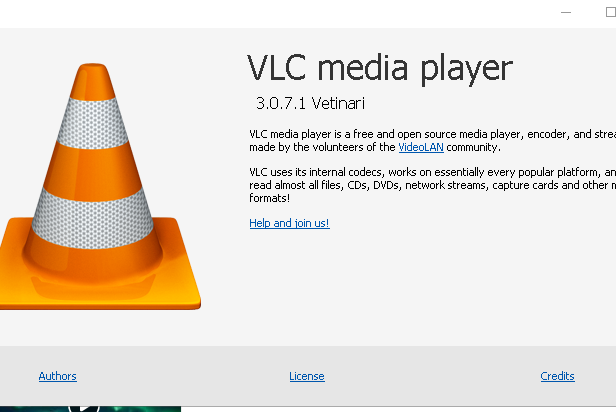 VLC media player
3.0.7.1 Vetinari
VLC media player is a free and open source media player, encoder, and
made by the volunteers of the VideoLAN community.
VLC uses its internal codecs, works on essentially every popular platform,
read almost all files, CDs, DVDs, network streams, capture cards and other
formats!
Help and join us!
Authors
License
Credits